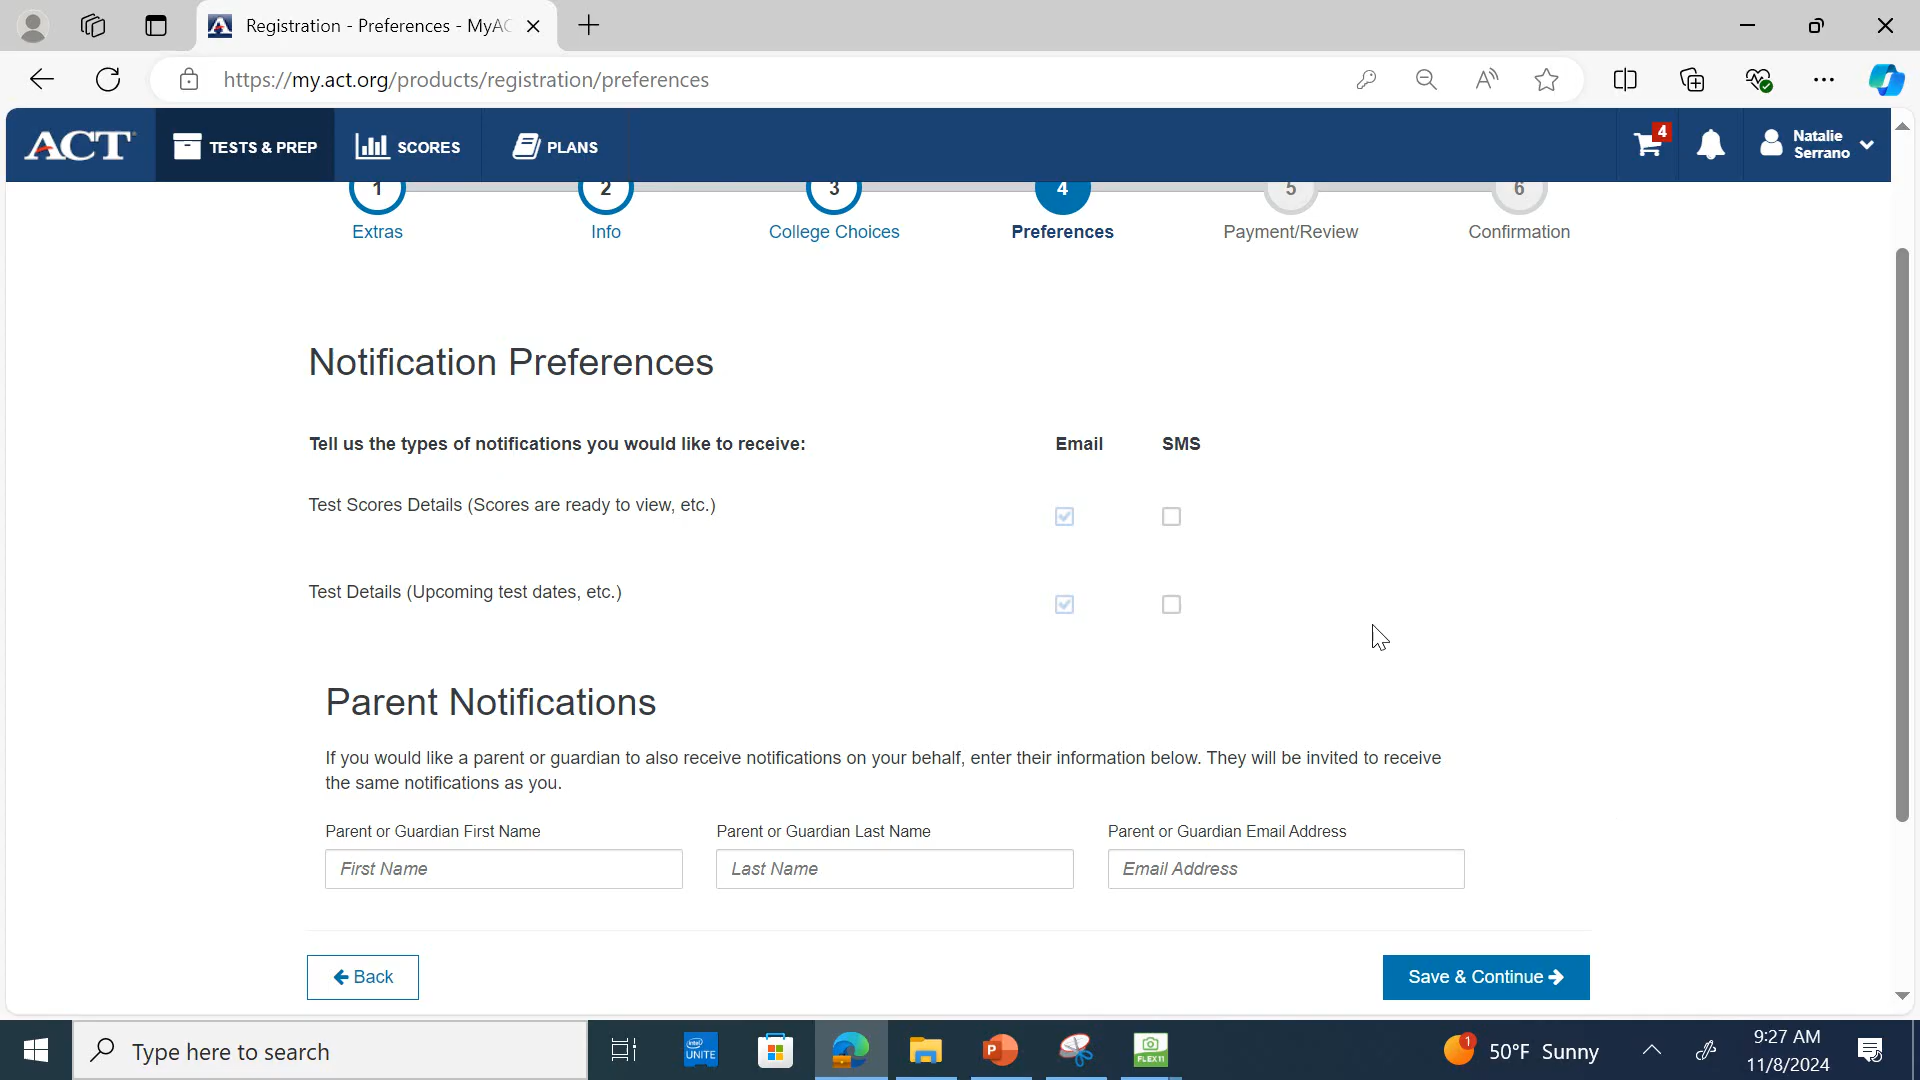 Registration - Preferences - MyAC
https://my.act.org/products/registration/preferences
ACT
TESTS & PREP
SCORES
PLANS
4
Natalie
Serrano
1
2
3
4
5
6
Extras
Info
College Choices
Preferences
Payment/Review
Confirmation
Notification Preferences
Tell us the types of notifications you would like to receive:
Email
SMS
Test Scores Details (Scores are ready to view, etc.)
Test Details (Upcoming test dates, etc.)
Parent Notifications
If you would like a parent or guardian to also receive notifications on your behalf, enter their information below. They will be invited to receive
the same notifications as you.
Parent or Guardian First Name
Parent or Guardian Last Name
Parent or Guardian Email Address
First Name
Last Name
Email Address
Back
Save & Continue
Type here to search
intel
UNITE
P
FLEX11
1
50°F Sunny
9:27 AM
11/8/2024